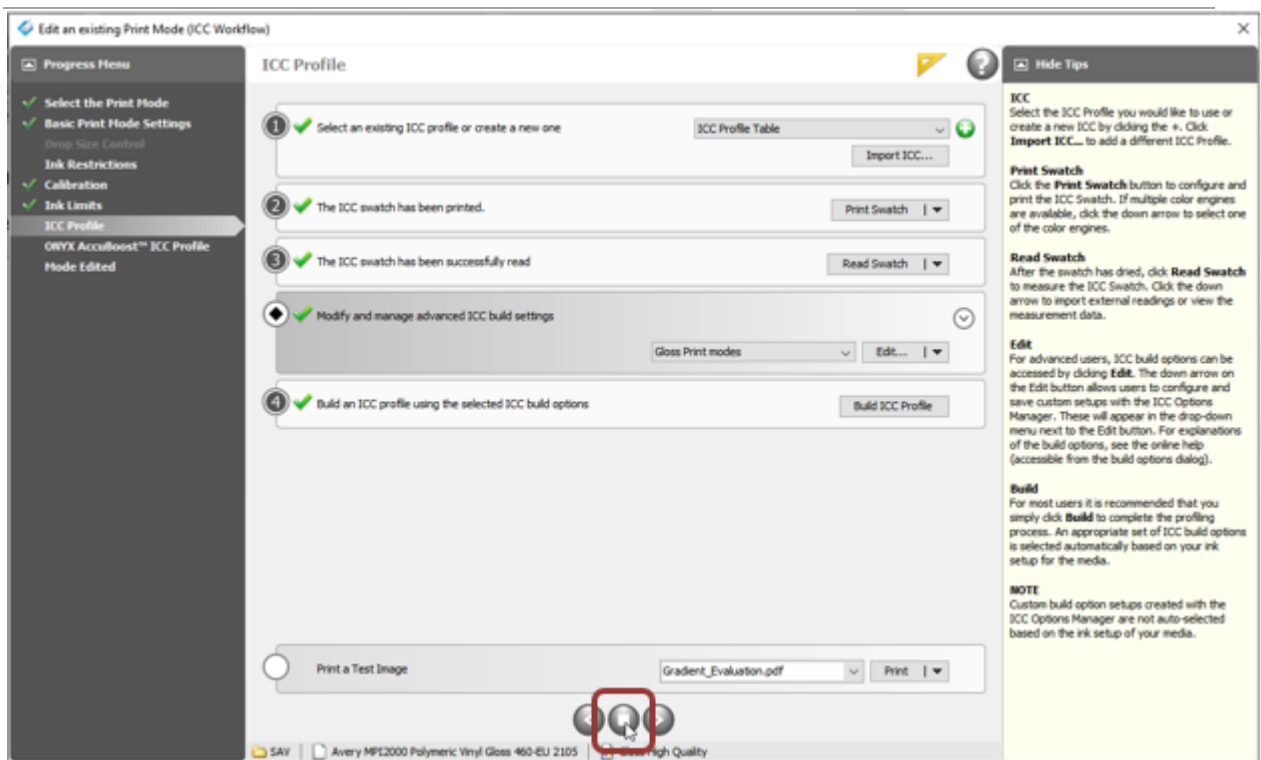 Edit an existing Print Mode (ICC Workflow)
Progress Menu
Select the Print Mode
Basic Print Mode Settings
Drop Size Control
Ink Restrictions
Calibration
Ink Limits
ICC Profile
ONYX AccuBoost™ ICC Profile
Mode Edited
ICC Profile
?
1 Select an existing ICC profile or create a new one
ICC Profile Table
Import ICC...
2 The ICC swatch has been printed.
Print Swatch
3 The ICC swatch has been successfully read
Read Swatch
Modify and manage advanced ICC build settings
Gloss Print modes
Edit...
4 Build an ICC profile using the selected ICC build options
Build ICC Profile
Print a Test Image
Gradient_Evaluation.pdf
Print
SAV
Avery MPI2000 Polymeric Vinyl Gloss 460-EU 2105
High Quality
Hide Tips
ICC
Select the ICC Profile you would like to use or
create a new ICC by clicking the +. Click
Import ICC... to add a different ICC Profile.
Print Swatch
Click the Print Swatch button to configure and
print the ICC Swatch. If multiple color engines
are available, click the down arrow to select one
of the color engines.
Read Swatch
After the swatch has dried, click Read Swatch
to measure the ICC Swatch. Click the down
arrow to import external readings or view the
measurement data.
Edit
For advanced users, ICC build options can be
accessed by clicking Edit. The down arrow on
the Edit button allows users to configure and
save custom setups with the ICC Options
Manager. These will appear in the drop-down
menu next to the Edit button. For explanations
of the build options, see the online help
(accessible from the build options dialog).
Build
For most users it is recommended that you
simply click Build to complete the profiling
process. An appropriate set of ICC build options
is selected automatically based on your ink
setup for the media.
NOTE
Custom build option setups created with the
ICC Options Manager are not auto-selected
based on the ink setup of your media.